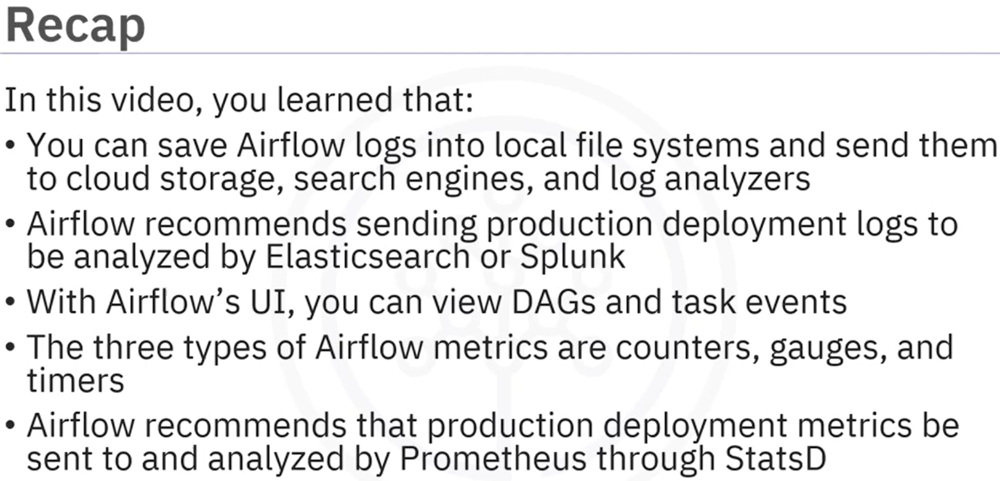 Recap
In this video, you learned that:
• You can save Airflow logs into local file systems and send them
to cloud storage, search engines, and log analyzers
• Airflow recommends sending production deployment logs to
be analyzed by Elasticsearch or Splunk
• With Airflow’s UI, you can view DAGs and task events
• The three types of Airflow metrics are counters, gauges, and
timers
• Airflow recommends that production deployment metrics be
sent to and analyzed by Prometheus through StatsD